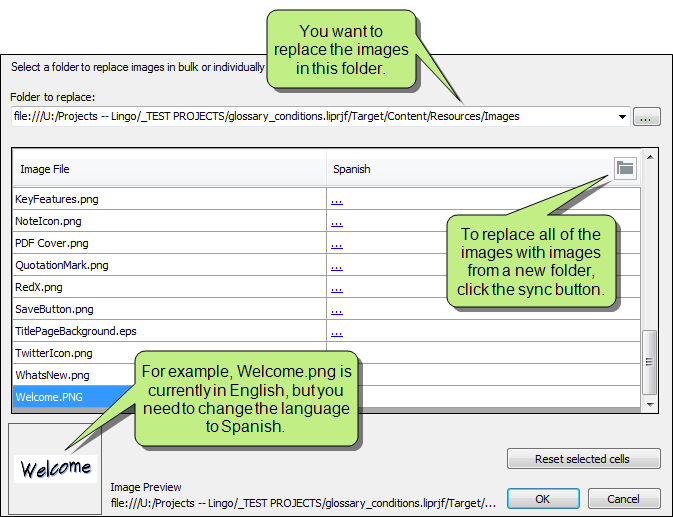 You want to
replace the images
in this folder.
Select a folder to replace images in bulk or individually
Folder to replace:
file:///U:/Projects -- Lingo/_TEST PROJECTS/glossary_conditions.liprjf/Target/Content/Resources/Images
...
Image File Spanish
KeyFeatures.png ...
NoteIcon.png ...
PDF Cover.png ...
QuotationMark.png ...
RedX.png ...
SaveButton.png ...
TitlePageBackground.eps ...
TwitterIcon.png
WhatsNew.png
Welcome.PNG
To replace all of the
images with images
from a new folder,
click the sync button.
For example, Welcome.png is
currently in English, but you
need to change the language
to Spanish.
Welcome
Reset selected cells
Image Preview
file:///U:/Projects -- Lingo/_TEST PROJECTS/glossary_conditions.liprjf/Target/...
OK Cancel